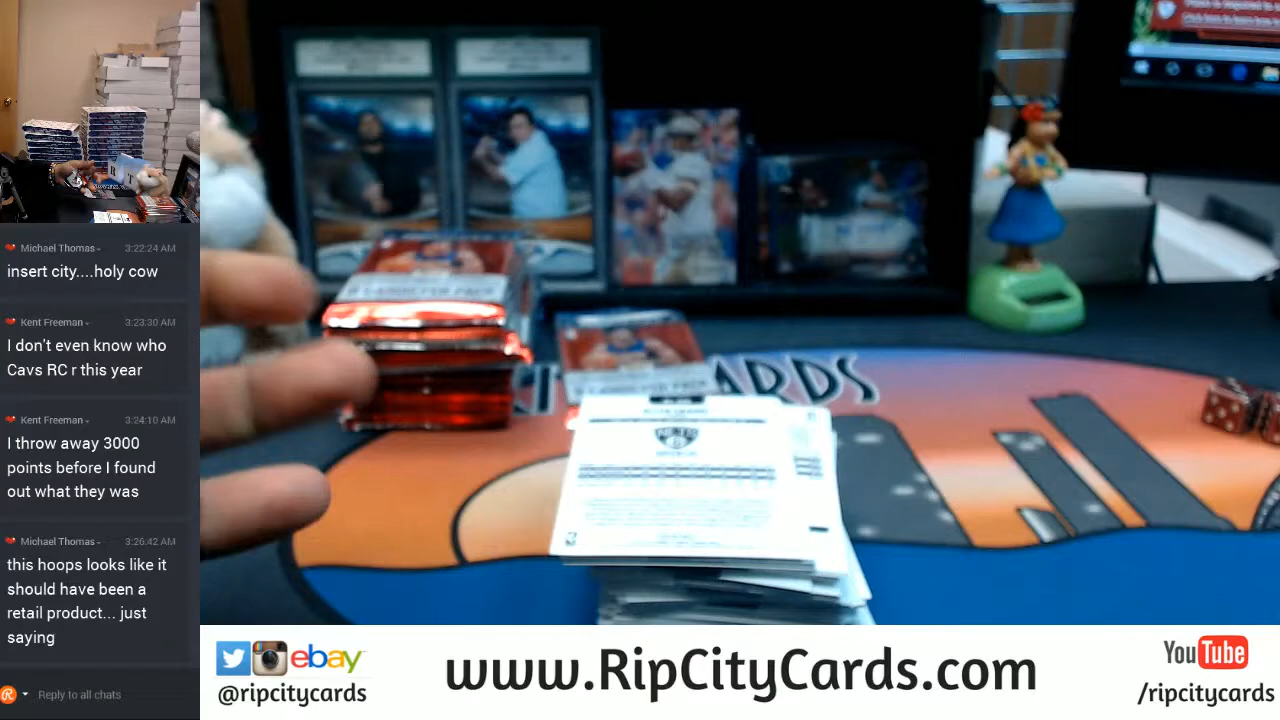 Michael Thomas 3:22:24 AM
insert city....holy cow
Kent Freeman 3:23:30 AM
I don't even know who
Cavs RC r this year
Kent Freeman 3:24:10 AM
I throw away 3000
points before I found
out what they was
Michael Thomas 3:26:42 AM
this hoops looks like it
should have been a
retail product... just
saying
Reply to all chats
NETS
ebay
@ripcitycards
www.RipCityCards.com
YouTube
/ripcitycards